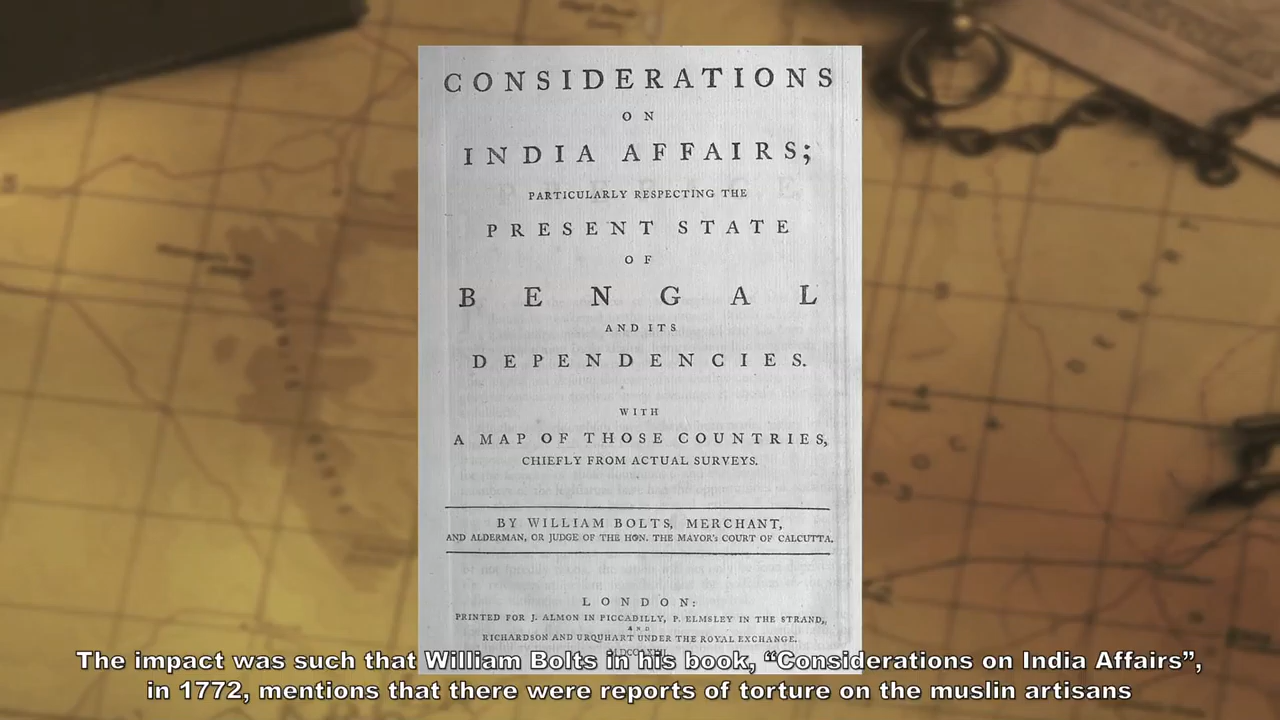 CONSIDERATIONS
ON
INDIA AFFAIRS;
PARTICULARLY RESPECTING THE
PRESENT STATE
OF
BENGAL
AND ITS
DEPENDENCIES.
WITH
A MAP OF THOSE COUNTRIES,
CHIEFLY FROM ACTUAL SURVEYS.
BY WILLIAM BOLTS, MERCHANT,
AND ALDERMAN, OR JUDGE OF THE HON. THE MAYOR'S COURT OF CALCUTTA.
LONDON:
PRINTED FOR J. ALMON IN PICCADILLY, P. ELMSLEY IN THE STRAND,
AND
RICHARDSON AND URQUHART UNDER THE ROYAL EXCHANGE.
The impact was such that William Bolts in his book, “Considerations on India Affairs”,
in 1772, mentions that there were reports of torture on the muslin artisans